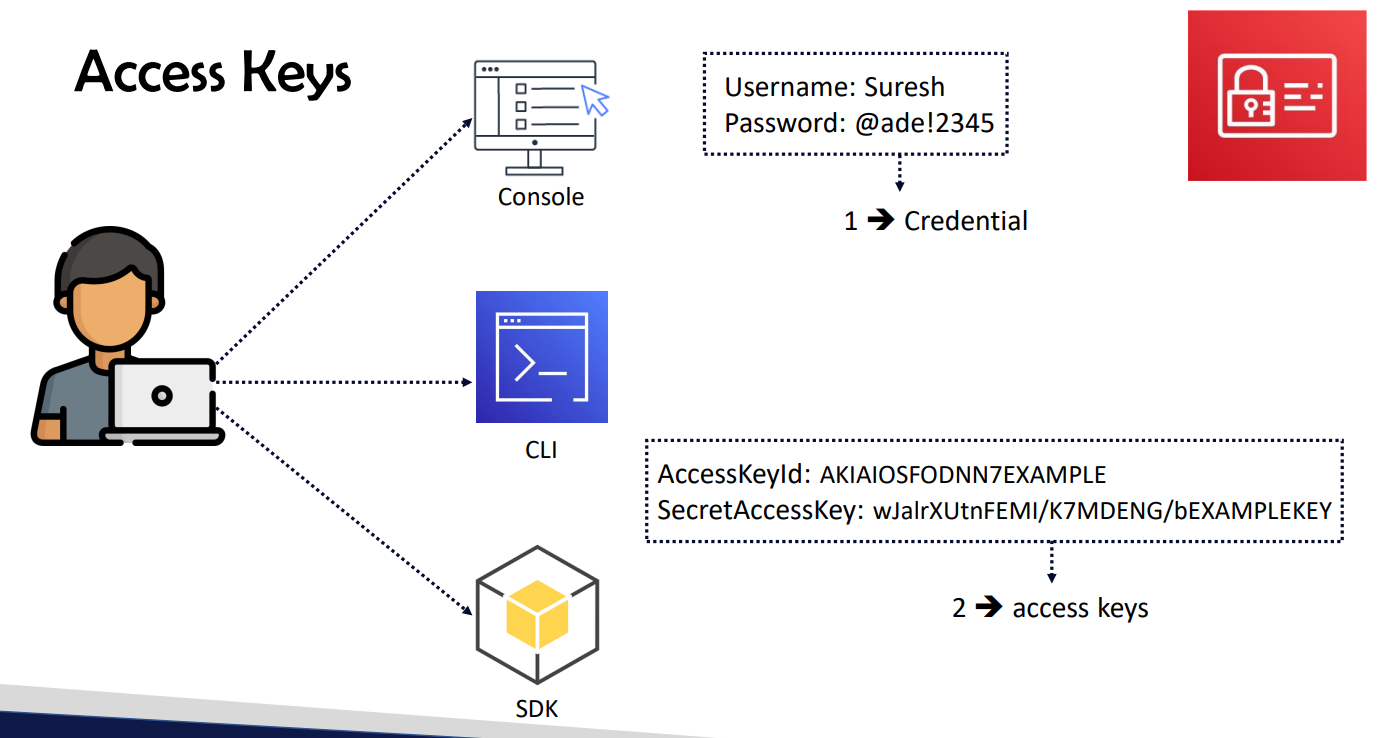 Access Keys
Console
Username: Suresh
Password: @ade!2345
1 ➔ Credential
CLI
AccessKeyId: AKIAIOSFODNN7EXAMPLE
SecretAccessKey: wJalrXUtnFEMI/K7MDENG/bEXAMPLEKEY
2 ➔ access keys
SDK